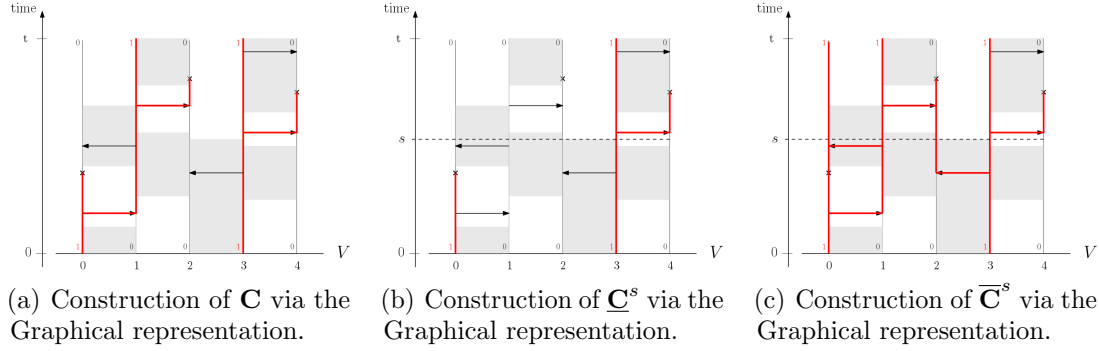 time
t
0 1 0 1 0
1 0 0 1 0
0
V
0 1 2 3 4
(a) Construction of C via the
Graphical representation.
time
t
0 1 0 1 0
s
1 0 0 1 0
0
V
0 1 2 3 4
(b) Construction of C̲ˢ via the
Graphical representation.
time
t
1 1 0 1 0
s
1 0 0 1 0
0
V
0 1 2 3 4
(c) Construction of C̅ˢ via the
Graphical representation.